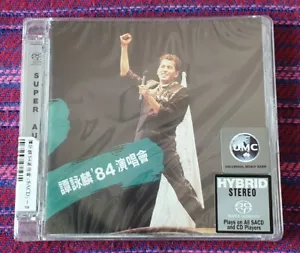 SUPER AU
譚詠麟'84演唱會
UMC
UNIVERSAL MUSIC
HYBRID
STEREO
Plays on All SACD
and CD Players